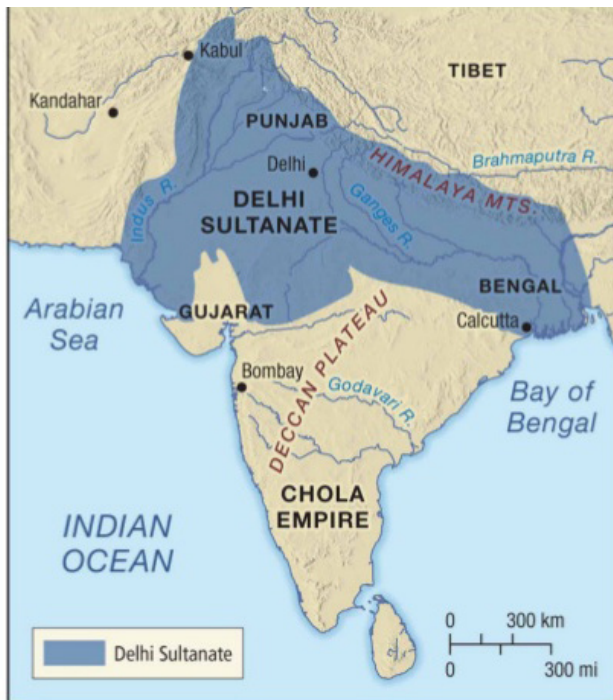 Kabul
TIBET
Kandahar
PUNJAB
Delhi
HIMALAYA MTS.
Brahmaputra R.
Indus R.
DELHI
SULTANATE
Ganges R.
BENGAL
Arabian
Sea
GUJARAT
Calcutta
DECCAN PLATEAU
Bombay
Godavari R.
Bay of
Bengal
CHOLA
EMPIRE
INDIAN
OCEAN
0 300 km
0 300 mi
Delhi Sultanate